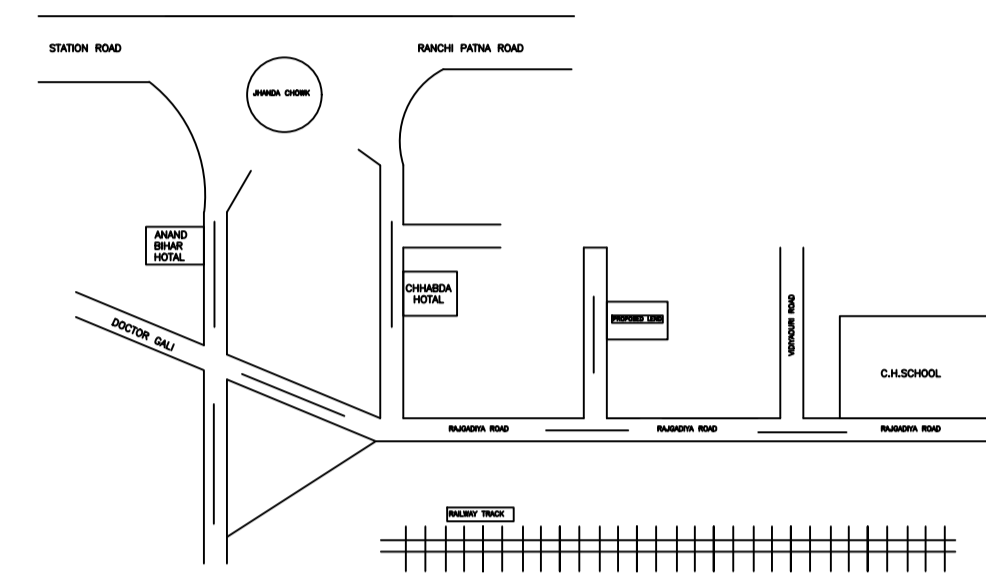 STATION ROAD
RANCHI PATNA ROAD
JHANDA CHOWK
ANAND
BIHAR
HOTAL
CHHABDA
HOTAL
PROPOSED LEND
VIDIYAOURI ROAD
DOCTOR GALI
C.H.SCHOOL
RAJGADIYA ROAD
RAJGADIYA ROAD
RAJGADIYA ROAD
RAILWAY TRACK